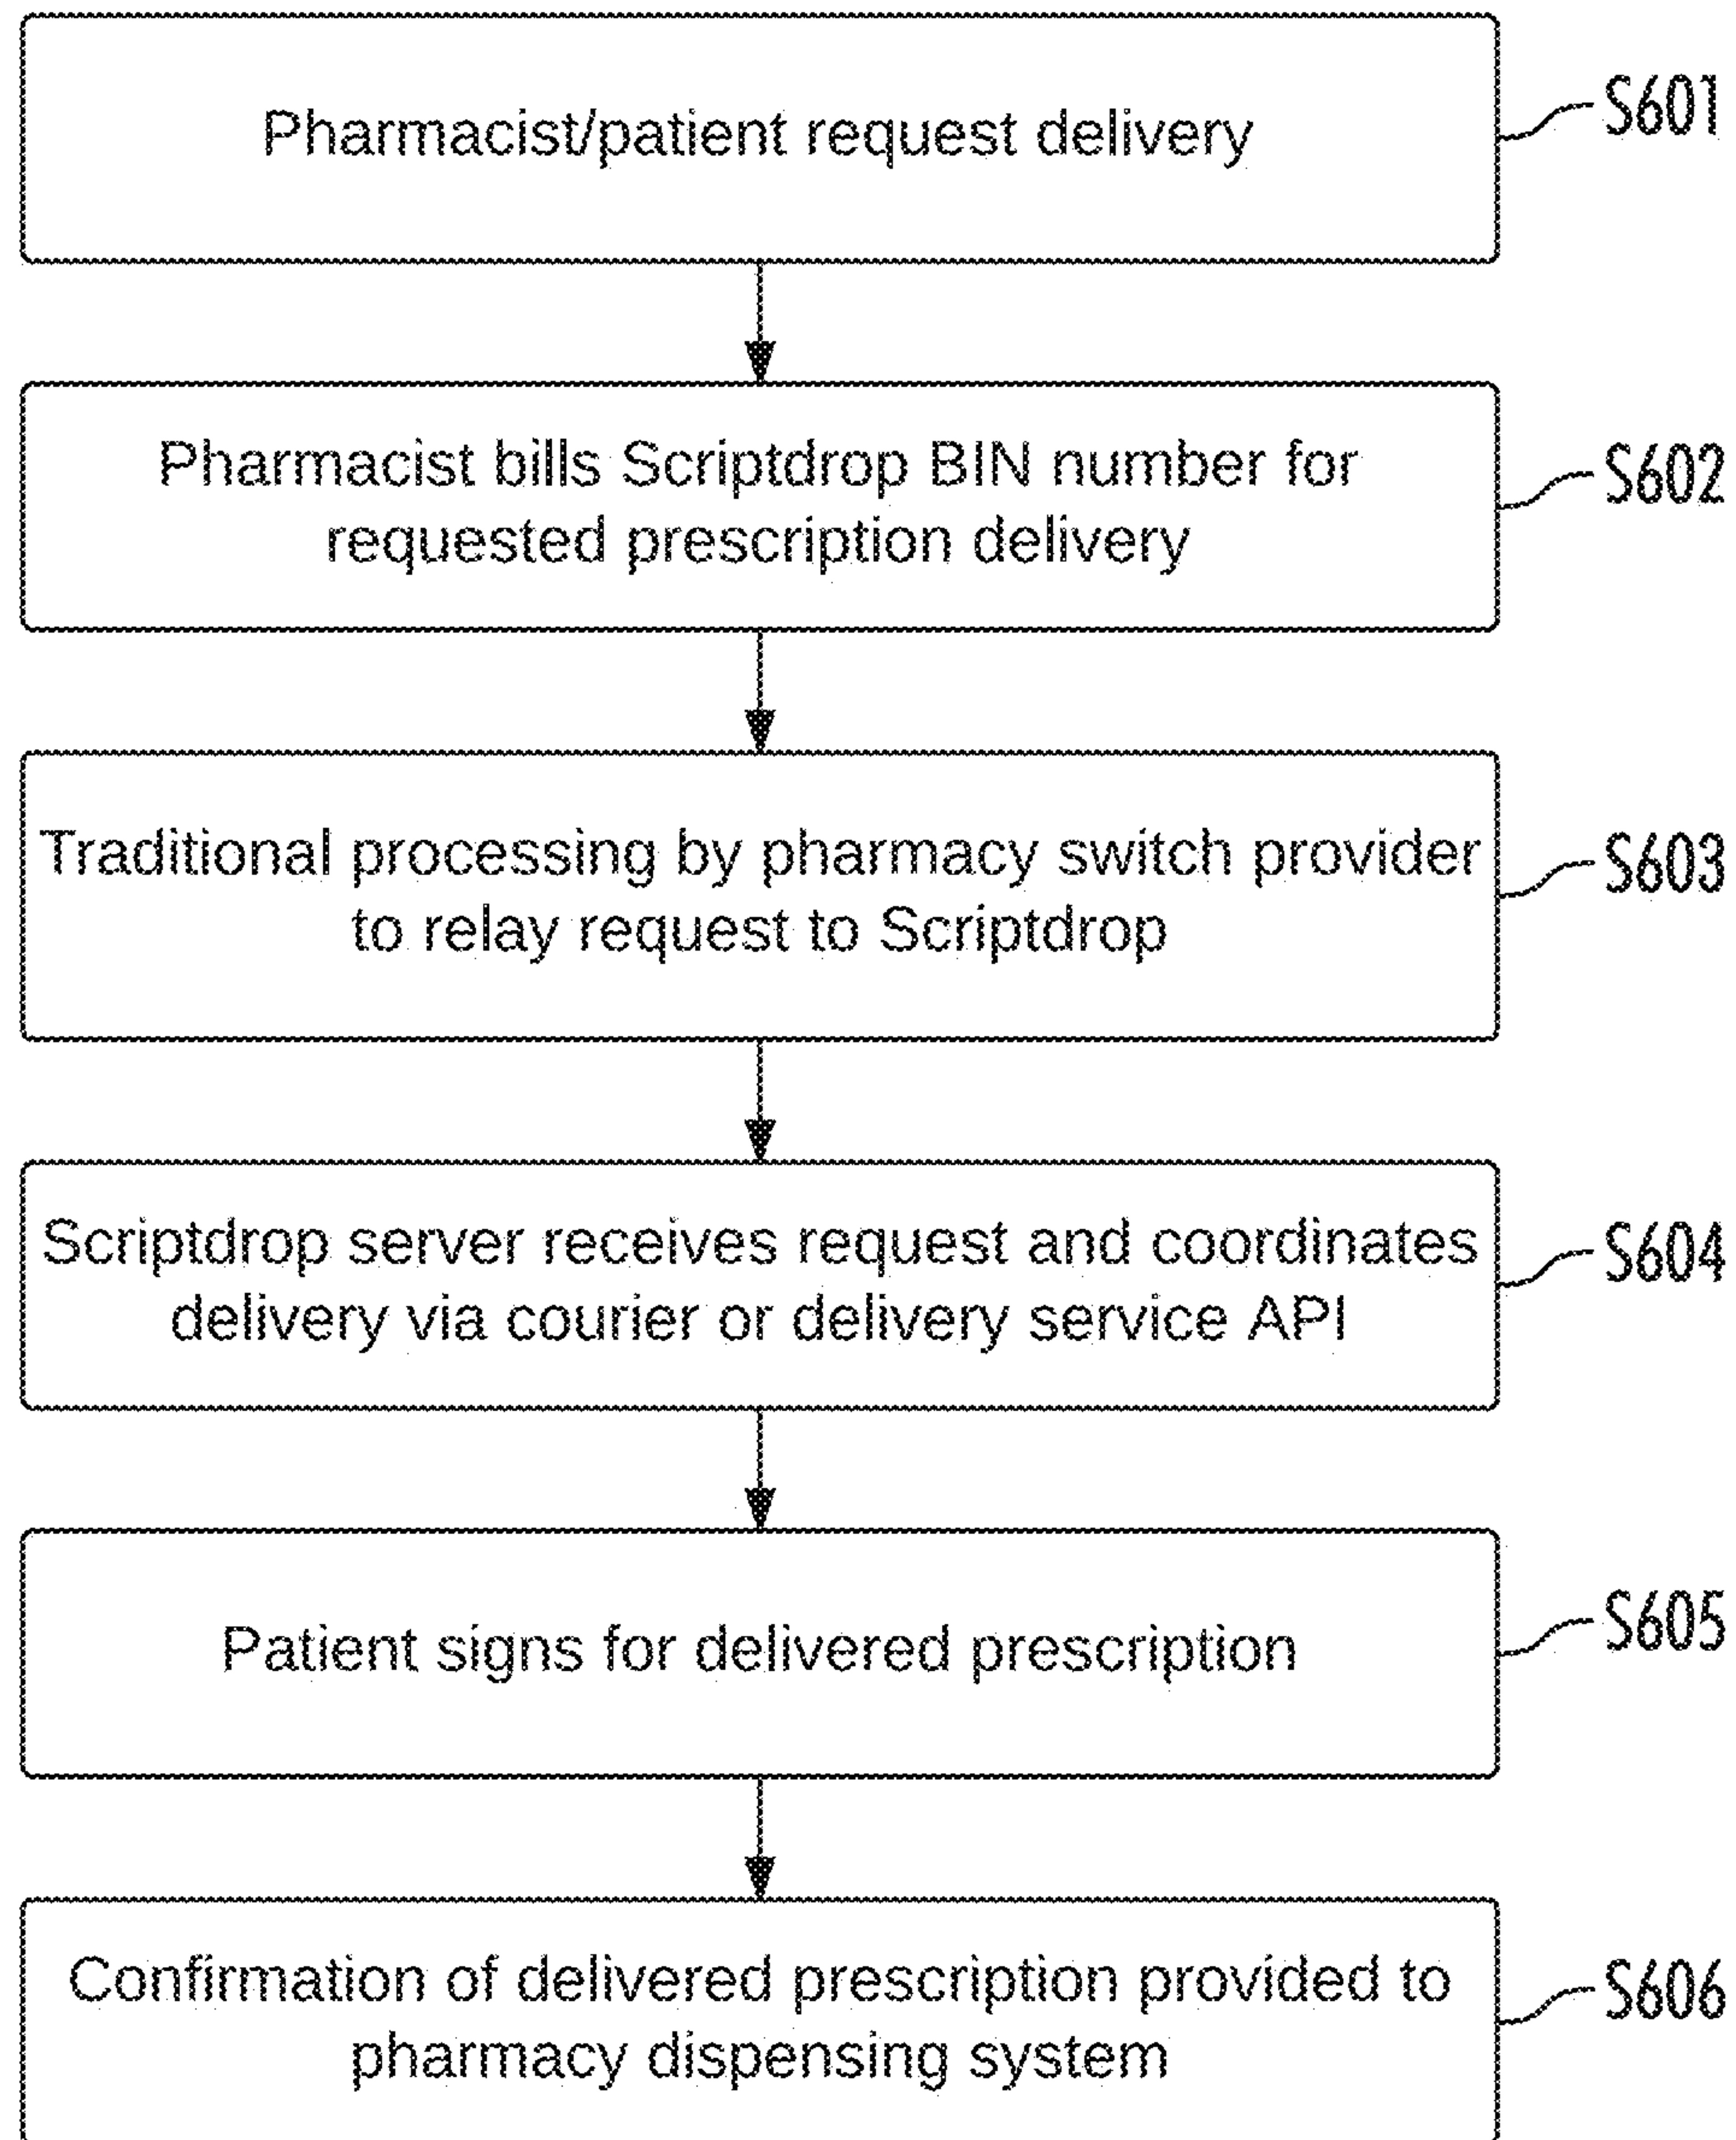 Pharmacist/patient request delivery
S601
Pharmacist bills Scriptdrop BIN number for
requested prescription delivery
S602
Traditional processing by pharmacy switch provider
to relay request to Scriptdrop
S603
Scriptdrop server receives request and coordinates
delivery via courier or delivery service API
S604
Patient signs for delivered prescription
S605
Confirmation of delivered prescription provided to
pharmacy dispensing system
S606